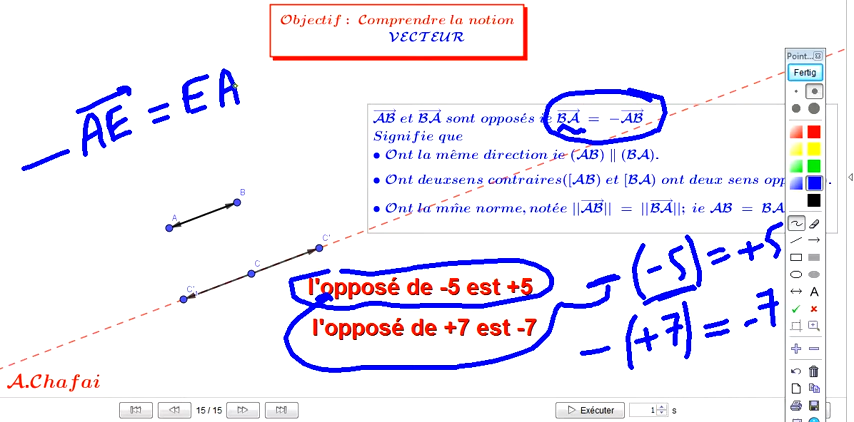 Objectif : Comprendre la notion
VECTEUR
Point...
Fertig
-AE = EA
AB et BA sont opposés ie BA = -AB
Signifie que
• Ont la même direction ie (AB) ∥ (BA).
• Ont deuxsens contraires([AB) et [BA) ont deux sens opp
• Ont la mme norme, notée ||AB|| = ||BA||; ie AB = BA
A
B
C
C'
C'₁
l'opposé de -5 est +5
-(-5) = +5
l'opposé de +7 est -7
-(+7) = -7
A.Chafai
15 / 15
Exécuter
1
s
A